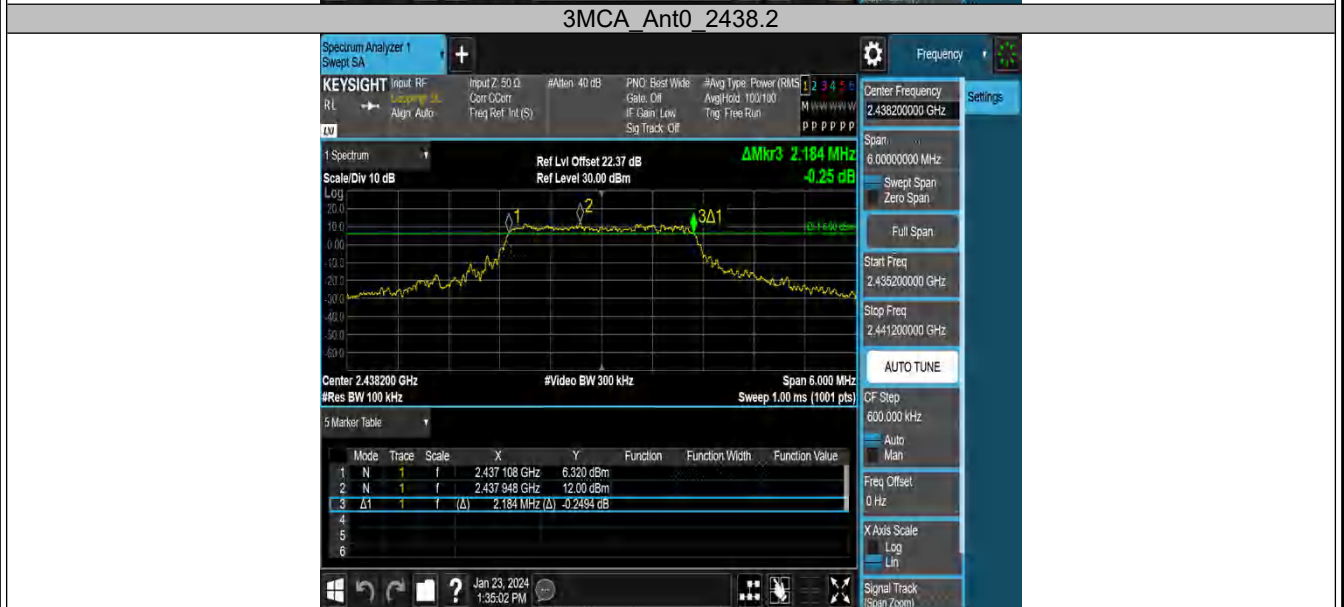 3MCA_Ant0_2438.2
Spectrum Analyzer 1
Swept SA
+
Frequency
KEYSIGHT Input: RF Input Z: 50 Ω #Atten: 40 dB PNO: Best Wide #Avg Type: Power (RMS 1 2 3 4 5 6
RL Corr CCorr Gate: Off Avg|Hold: 100/100
Align: Auto Freq Ref: Int (S) IF Gain: Low Trig: Free Run
Sig Track: Off P P P P P P
LXI
Center Frequency
2.438200000 GHz
Settings
Span
6.00000000 MHz
Swept Span
Zero Span
Full Span
Start Freq
2.435200000 GHz
Stop Freq
2.441200000 GHz
AUTO TUNE
CF Step
600.000 kHz
Auto
Man
Freq Offset
0 Hz
X Axis Scale
Log
Lin
Signal Track
(Span Zoom)
1 Spectrum
Ref Lvl Offset 22.37 dB
ΔMkr3 2.184 MHz
Scale/Div 10 dB
Ref Level 30.00 dBm
-0.25 dB
Log
20.0
10.0
0.00
-10.0
-20.0
-30.0
-40.0
-50.0
-60.0
1
2
3Δ1
Center 2.438200 GHz #Video BW 300 kHz Span 6.000 MHz
#Res BW 100 kHz Sweep 1.00 ms (1001 pts)
5 Marker Table
Mode Trace Scale X Y Function Function Width Function Value
1 N 1 f 2.437 108 GHz 6.320 dBm
2 N 1 f 2.437 948 GHz 12.00 dBm
3 Δ1 1 f (Δ) 2.184 MHz (Δ) -0.2494 dB
4
5
6
?
Jan 23, 2024
1:35:02 PM